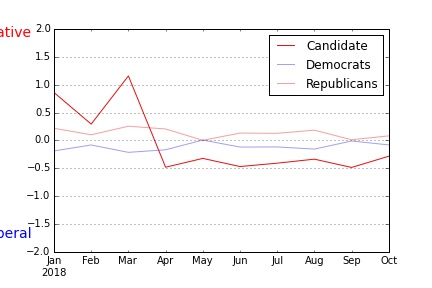 2.0
ative
Candidate
Democrats
Republicans
1.5
1.0
0.5
0.0
−0.5
−1.0
−1.5
beral
−2.0
Jan Feb Mar Apr May Jun Jul Aug Sep Oct
2018